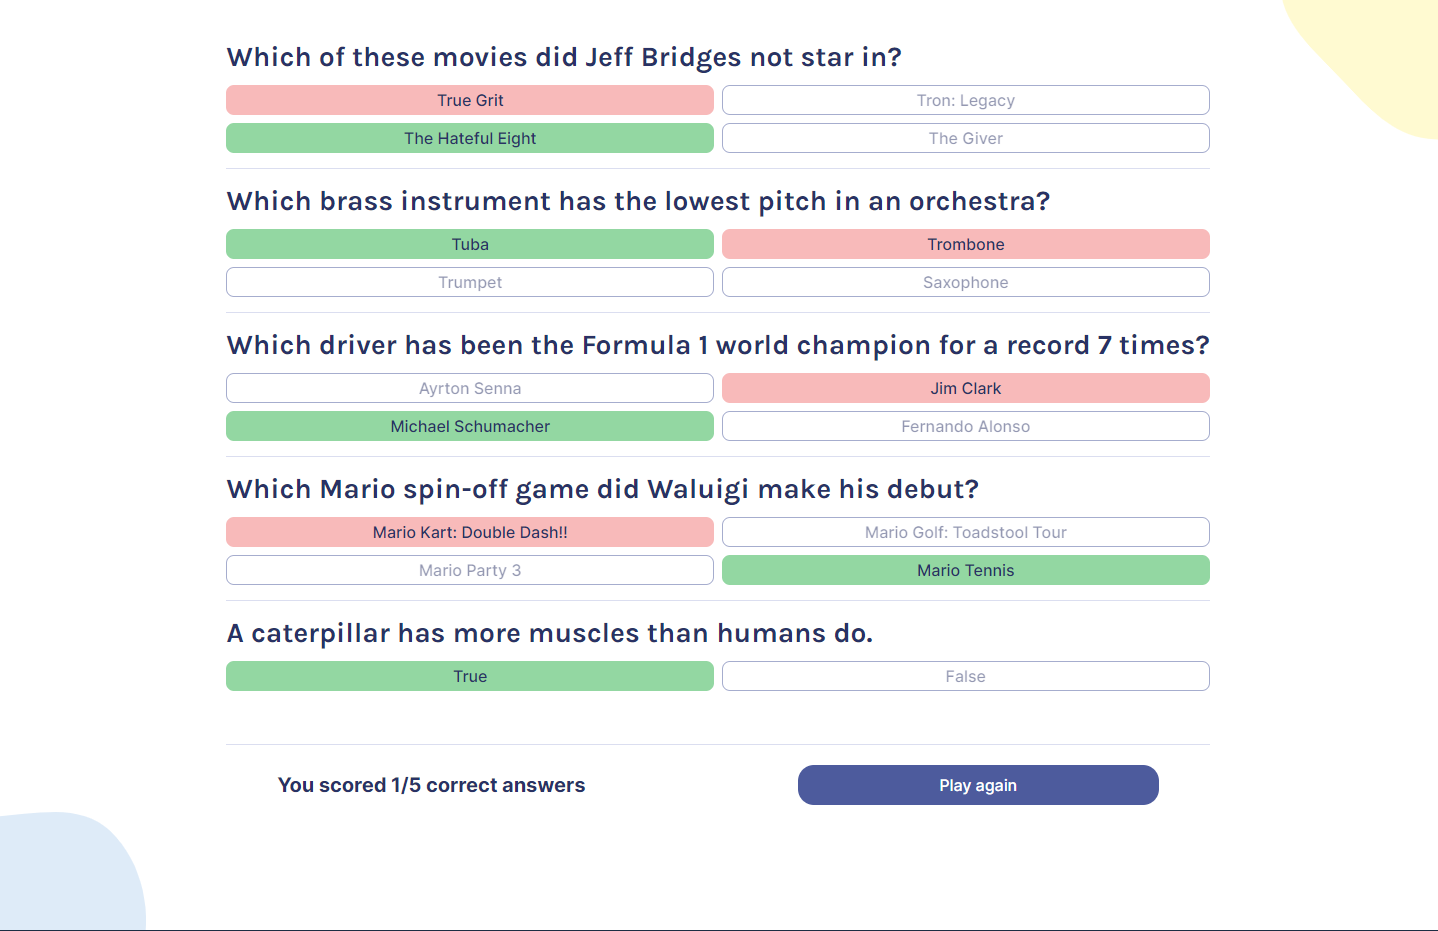 Which of these movies did Jeff Bridges not star in?
True Grit
Tron: Legacy
The Hateful Eight
The Giver
Which brass instrument has the lowest pitch in an orchestra?
Tuba
Trombone
Trumpet
Saxophone
Which driver has been the Formula 1 world champion for a record 7 times?
Ayrton Senna
Jim Clark
Michael Schumacher
Fernando Alonso
Which Mario spin-off game did Waluigi make his debut?
Mario Kart: Double Dash!!
Mario Golf: Toadstool Tour
Mario Party 3
Mario Tennis
A caterpillar has more muscles than humans do.
True
False
You scored 1/5 correct answers
Play again